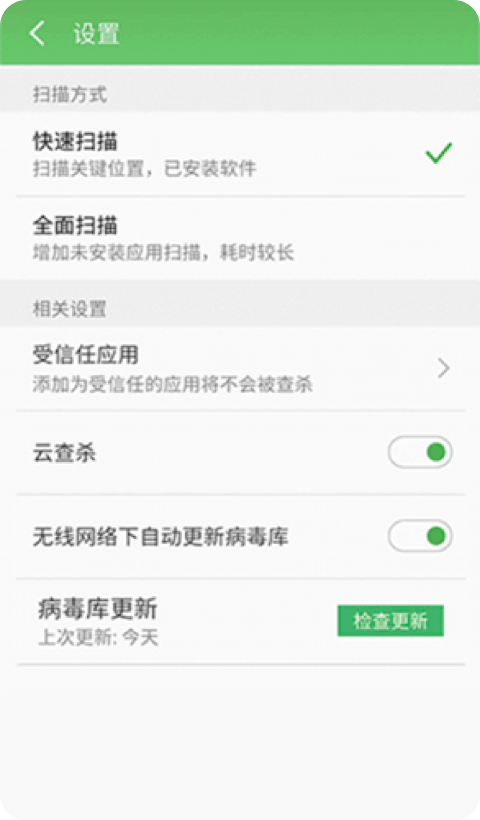 设置
扫描方式
快速扫描
扫描关键位置，已安装软件
全面扫描
增加未安装应用扫描，耗时较长
相关设置
受信任应用
添加为受信任的应用将不会被查杀
云查杀
无线网络下自动更新病毒库
病毒库更新
上次更新: 今天
检查更新